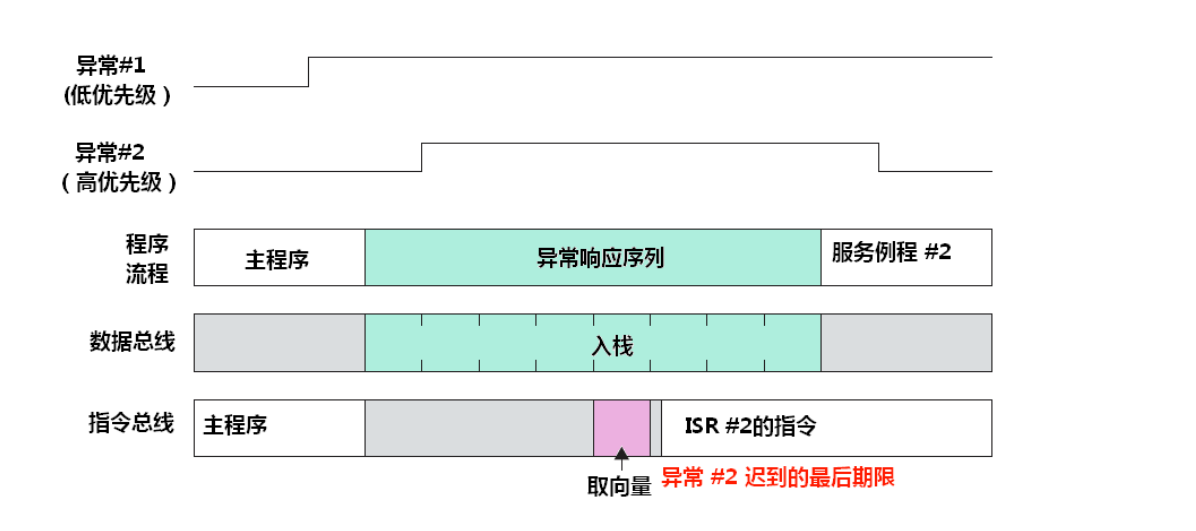 异常#1
(低优先级)
异常#2
(高优先级)
程序
流程
主程序
异常响应序列
服务例程 #2
数据总线
入栈
指令总线
主程序
ISR #2的指令
取向量
异常 #2 迟到的最后期限